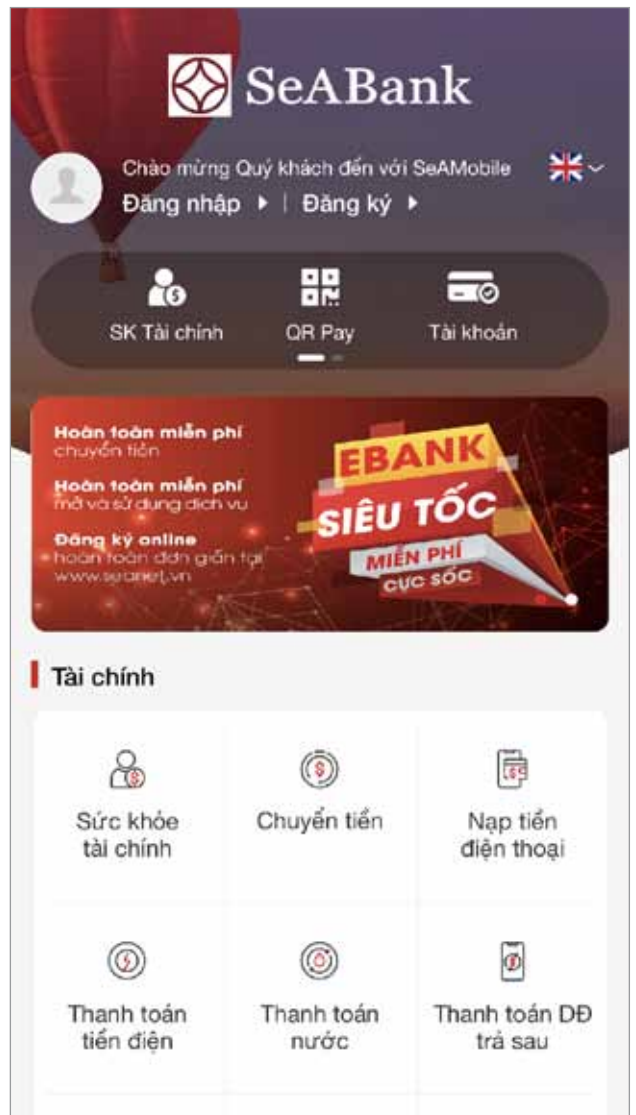 SeABank
Chào mừng Quý khách đến với SeAMobile
Đăng nhập | Đăng ký
SK Tài chính QR Pay Tài khoản
Hoàn toàn miễn phí
chuyển tiền
Hoàn toàn miễn phí
mở và sử dụng dịch vụ
Đăng ký online
hoàn toàn đơn giản tại
www.seanet.vn
EBANK
SIÊU TỐC
MIỄN PHÍ
CỰC SỐC
Tài chính
Sức khỏe
tài chính
Chuyển tiền
Nạp tiền
điện thoại
Thanh toán
tiền điện
Thanh toán
nước
Thanh toán DĐ
trả sau